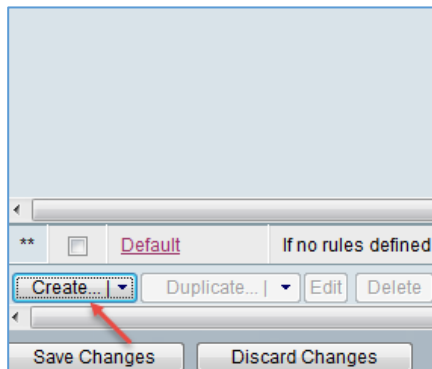 ** Default If no rules defined
Create... | Duplicate... | Edit Delete
Save Changes Discard Changes